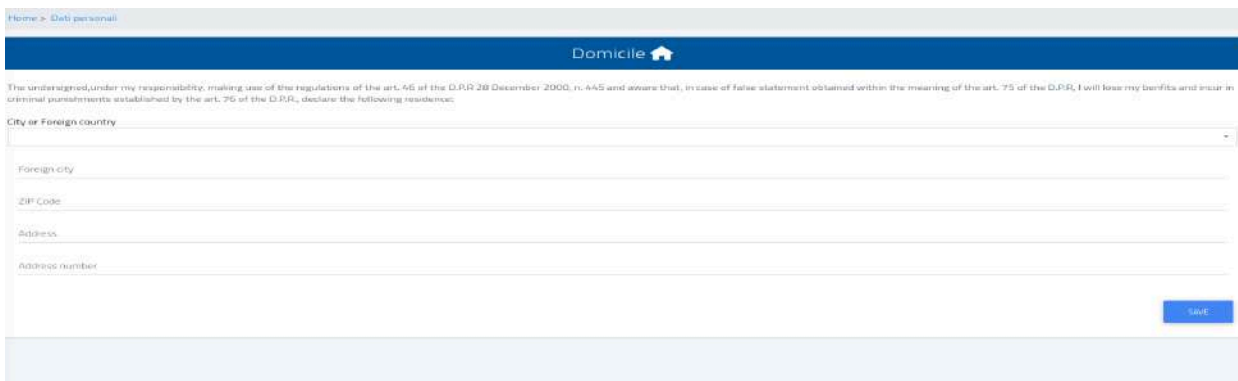 Home > Dati personali
Domicile
The undersigned,under my responsibility, making use of the regulations of the art. 46 of the D.P.R 28 December 2000, n. 445 and aware that, in case of false statement obtained within the meaning of the art. 75 of the D.P.R, I will lose my benfits and incur in
criminal punishments established by the art. 76 of the D.P.R., declare the following residence:
City or Foreign country
Foreign city
ZIP Code
Address
Address number
SAVE